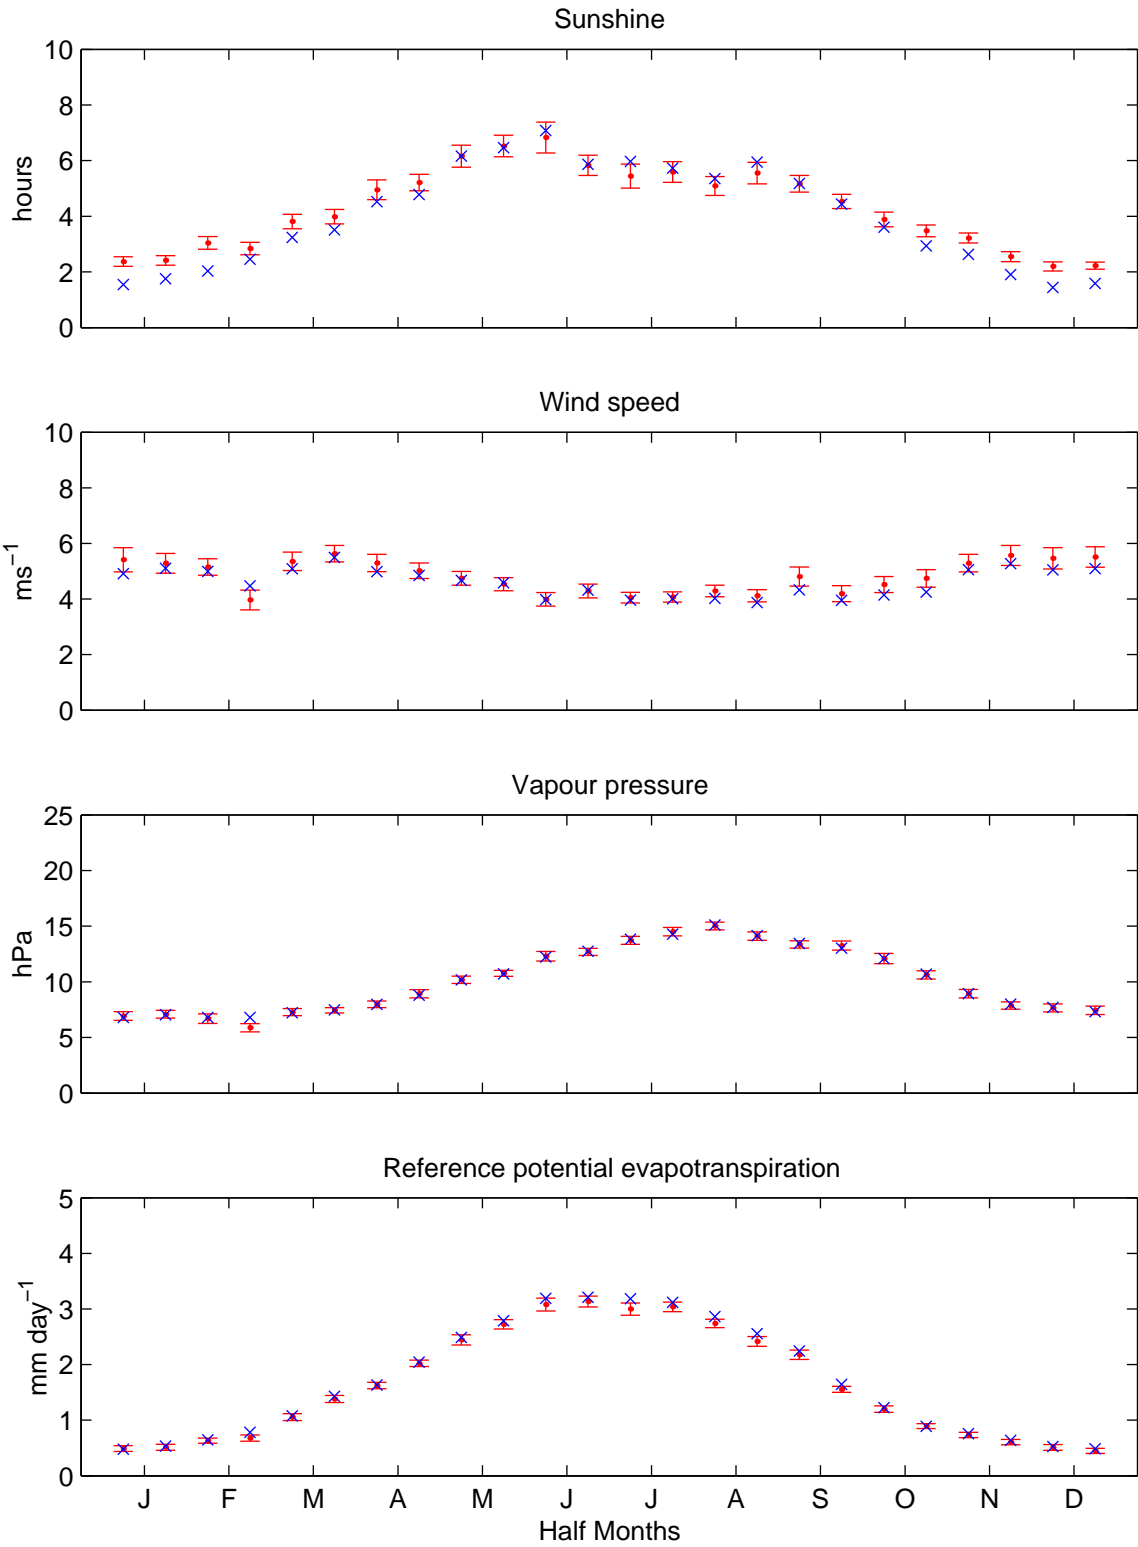 Sunshine
10
8
6
4
2
0
hours
Wind speed
10
8
6
4
2
0
ms⁻¹
Vapour pressure
25
20
15
10
5
0
hPa
Reference potential evapotranspiration
5
4
3
2
1
0
mm day⁻¹
J F M A M J J A S O N D
Half Months